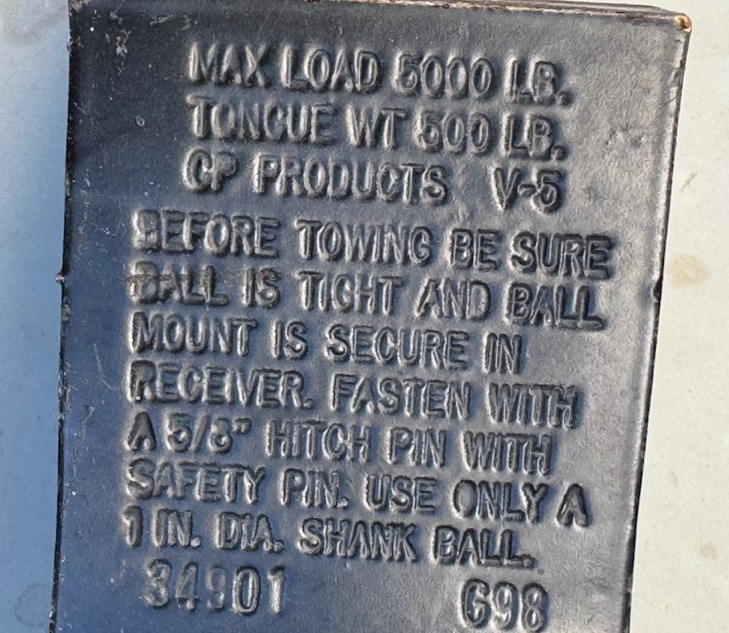 MAX LOAD 5000 LB.
TONGUE WT 500 LB.
CP PRODUCTS V-5
BEFORE TOWING BE SURE
BALL IS TIGHT AND BALL
MOUNT IS SECURE IN
RECEIVER. FASTEN WITH
A 5/8" HITCH PIN WITH
SAFETY PIN. USE ONLY A
1 IN. DIA. SHANK BALL.
34901 G98